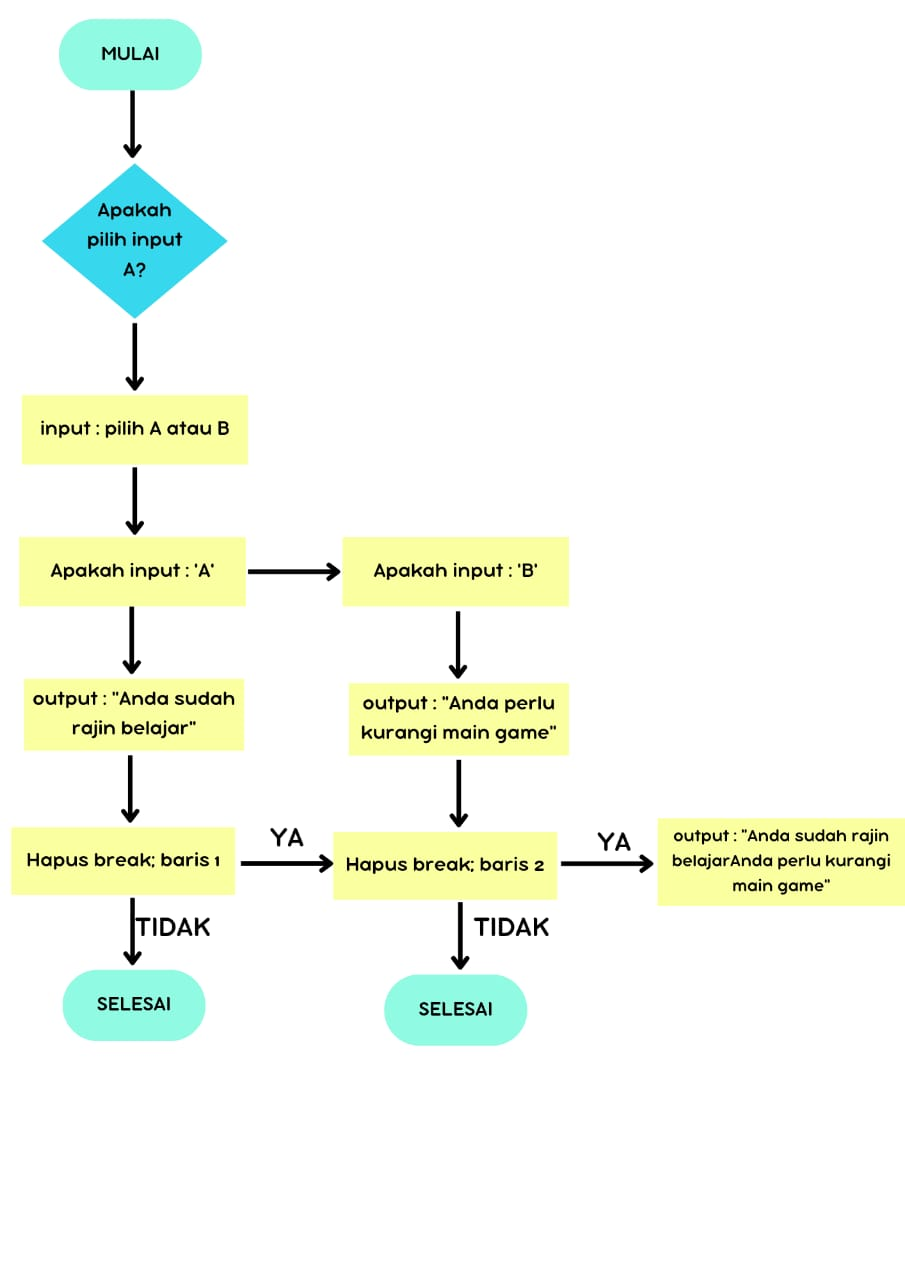 MULAI
Apakah
pilih input
A?
input : pilih A atau B
Apakah input : 'A'
Apakah input : 'B'
output : "Anda sudah
rajin belajar"
output : "Anda perlu
kurangi main game"
Hapus break; baris 1
YA
Hapus break; baris 2
YA
output : "Anda sudah rajin
belajarAnda perlu kurangi
main game"
TIDAK
TIDAK
SELESAI
SELESAI